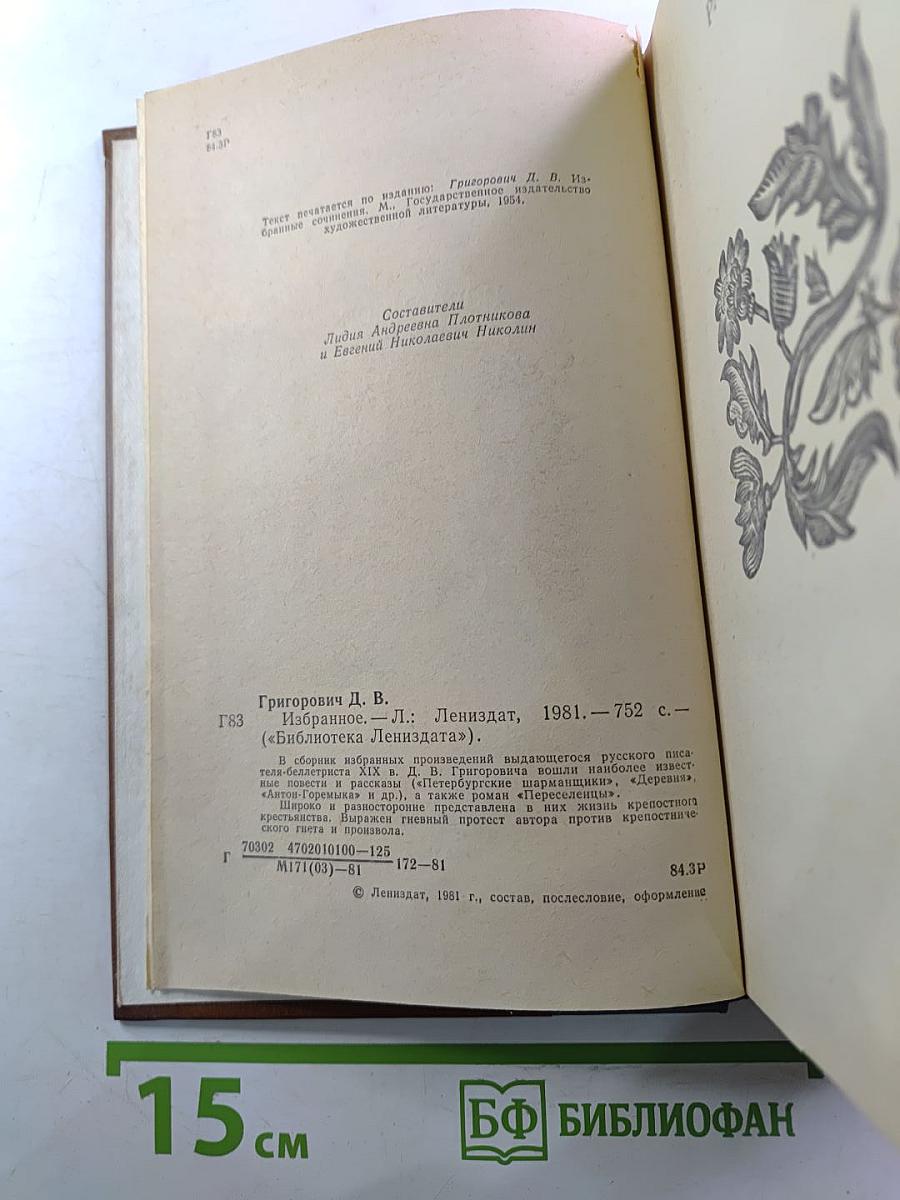 Г83
84.3Р
Текст печатается по изданию: Григорович Д. В. Из-
бранные сочинения. М., Государственное издательство
художественной литературы, 1954.
Составители
Лидия Андреевна Плотникова
и Евгений Николаевич Николин
Григорович Д. В.
Г83 Избранное. — Л.: Лениздат, 1981. — 752 с. —
(«Библиотека Лениздата»).
В сборник избранных произведений выдающегося русского писа-
теля-беллетриста XIX в. Д. В. Григоровича вошли наиболее извест-
ные повести и рассказы («Петербургские шарманщики», «Деревня»,
«Антон-Горемыка» и др.), а также роман «Переселенцы».
Широко и разносторонне представлена в них жизнь крепостного
крестьянства. Выражен гневный протест автора против крепостниче-
ского гнета и произвола.
Г 70302 4702010100—125
М171(03)—81 172—81
84.3Р
© Лениздат, 1981 г., состав, послесловие, оформление
15 см
БФ БИБЛИОФАН